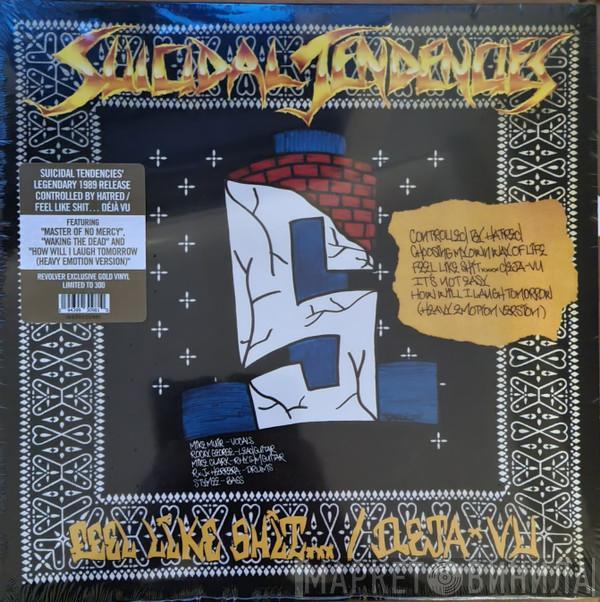 SUICIDAL TENDENCIES
SUICIDAL TENDENCIES'
LEGENDARY 1989 RELEASE
CONTROLLED BY HATRED /
FEEL LIKE SHIT... DÉJÀ VU
FEATURING
"MASTER OF NO MERCY",
"WAKING THE DEAD" AND
"HOW WILL I LAUGH TOMORROW
(HEAVY EMOTION VERSION)"
REVOLVER EXCLUSIVE GOLD VINYL
LIMITED TO 300
CONTROLLED BY HATRED
CHOOSING MY OWN WAY OF LIFE
FEEL LIKE SHIT...... DEJA-VU
IT'S NOT EASY
HOW WILL I LAUGH TOMORROW
(HEAVY EMOTION VERSION)
MIKE MUIR - VOCALS
ROCKY GEORGE - LEAD GUITAR
MIKE CLARK - RHYTHM GUITAR
R.J. HERRERA - DRUMS
STYMEE - BASS
FEEL LIKE SHIT... / DEJA-VU
МАРКЕТ ВИНИЛА